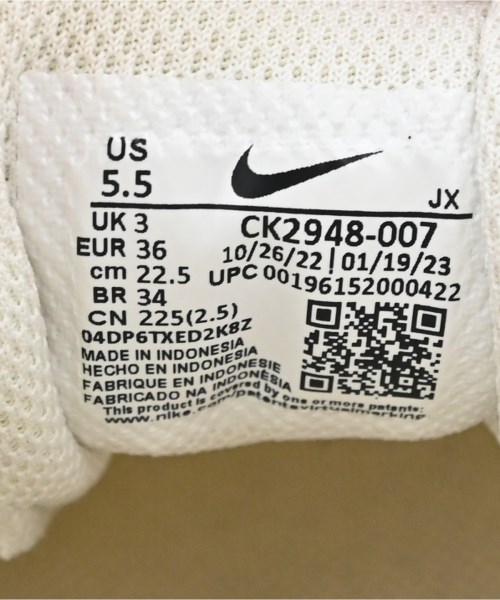 US
5.5
JX
UK 3
EUR 36
cm 22.5
BR 34
CN 225(2.5)
CK2948-007
10/26/22 | 01/19/23
UPC 00196152000422
04DP6TXED2K8Z
MADE IN INDONESIA
HECHO EN INDONESIA
FABRIQUE EN INDONESIE
FABRICADO NA INDONÈSIA
This product is covered by one or more patents:
www.nike.com/patentsvirtualmarking